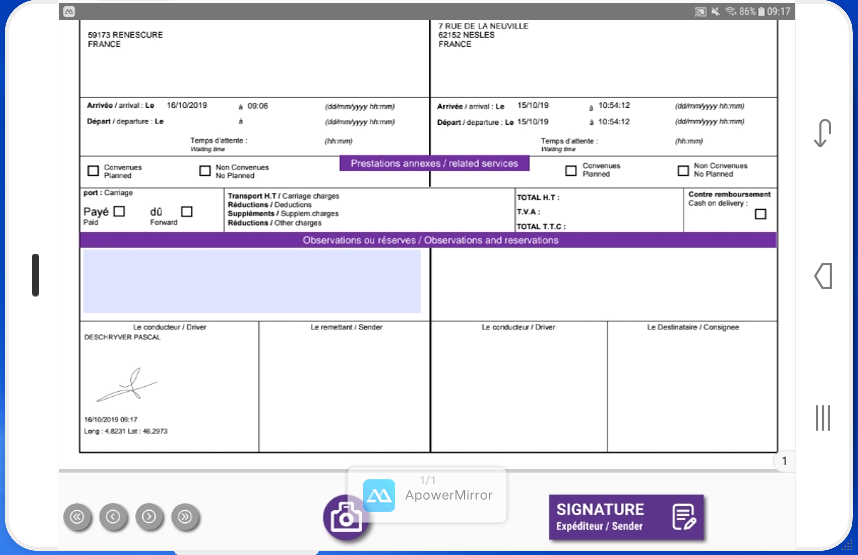 86% 09:17
59173 RENESCURE
FRANCE
7 RUE DE LA NEUVILLE
62152 NESLES
FRANCE
Arrivée / arrival : Le 16/10/2019 à 09:06 (dd/mm/yyyy hh:mm)
Départ / departure : Le à (dd/mm/yyyy hh:mm)
Temps d'attente : (hh:mm)
Waiting time
Arrivée / arrival : Le 15/10/19 à 10:54:12 (dd/mm/yyyy hh:mm)
Départ / departure : Le 15/10/19 à 10:54:12 (dd/mm/yyyy hh:mm)
Temps d'attente : (hh:mm)
Waiting time
Prestations annexes / related services
Convenues
Planned
Non Convenues
No Planned
Convenues
Planned
Non Convenues
No Planned
port : Carriage
Payé
Paid
dû
Forward
Transport H.T / Carriage charges
Réductions / Deductions
Suppléments / Supplem.charges
Réductions / Other charges
TOTAL H.T :
T.V.A :
TOTAL T.T.C :
Contre remboursement
Cash on delivery :
Observations ou réserves / Observations and reservations
Le conducteur / Driver
DESCHRYVER PASCAL
16/10/2019 09:17
Long : 4,8231 Lat : 46,2973
Le remettant / Sender
Le conducteur / Driver
Le Destinataire / Consignee
1
1/1
ApowerMirror
SIGNATURE
Expéditeur / Sender